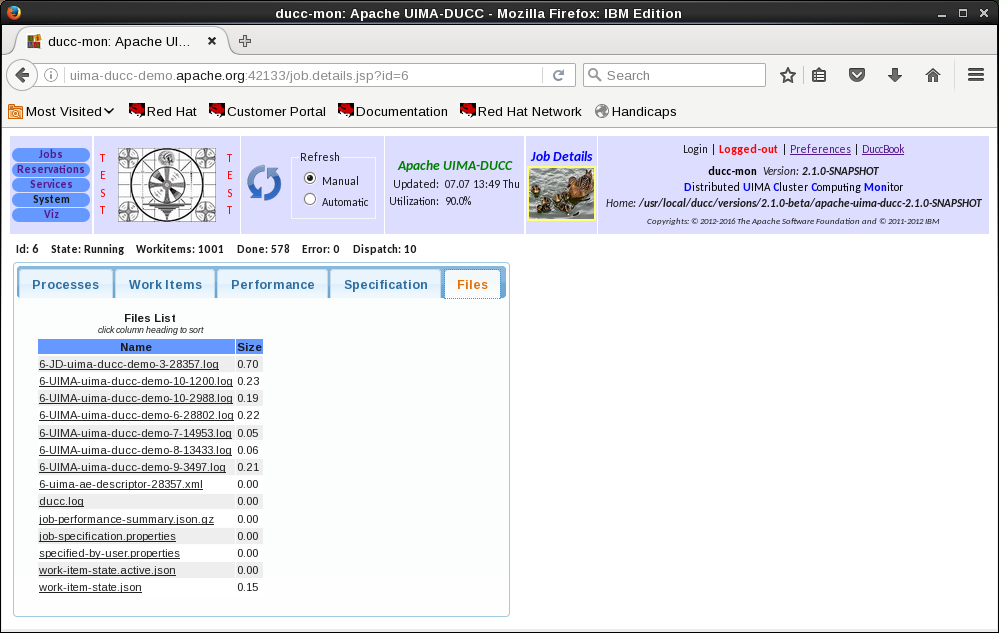 ducc-mon: Apache UIMA-DUCC - Mozilla Firefox: IBM Edition
ducc-mon: Apache UI...
uima-ducc-demo.apache.org:42133/job.details.jsp?id=6
Search
Most Visited
Red Hat
Customer Portal
Documentation
Red Hat Network
Handicaps
Jobs
Reservations
Services
System
Viz
TEST
TEST
Refresh
Manual
Automatic
Apache UIMA-DUCC
Updated: 07.07 13:49 Thu
Utilization: 90.0%
Job Details
Login | Logged-out | Preferences | DuccBook
ducc-mon Version: 2.1.0-SNAPSHOT
Distributed UIMA Cluster Computing Monitor
Home: /usr/local/ducc/versions/2.1.0-beta/apache-uima-ducc-2.1.0-SNAPSHOT
Copyrights: © 2012-2016 The Apache Software Foundation and © 2011-2012 IBM
Id: 6 State: Running Workitems: 1001 Done: 578 Error: 0 Dispatch: 10
Processes Work Items Performance Specification Files
Files List
click column heading to sort
Name Size
6-JD-uima-ducc-demo-3-28357.log 0.70
6-UIMA-uima-ducc-demo-10-1200.log 0.23
6-UIMA-uima-ducc-demo-10-2988.log 0.19
6-UIMA-uima-ducc-demo-6-28802.log 0.22
6-UIMA-uima-ducc-demo-7-14953.log 0.05
6-UIMA-uima-ducc-demo-8-13433.log 0.06
6-UIMA-uima-ducc-demo-9-3497.log 0.21
6-uima-ae-descriptor-28357.xml 0.00
ducc.log 0.00
job-performance-summary.json.gz 0.00
job-specification.properties 0.00
specified-by-user.properties 0.00
work-item-state.active.json 0.00
work-item-state.json 0.15